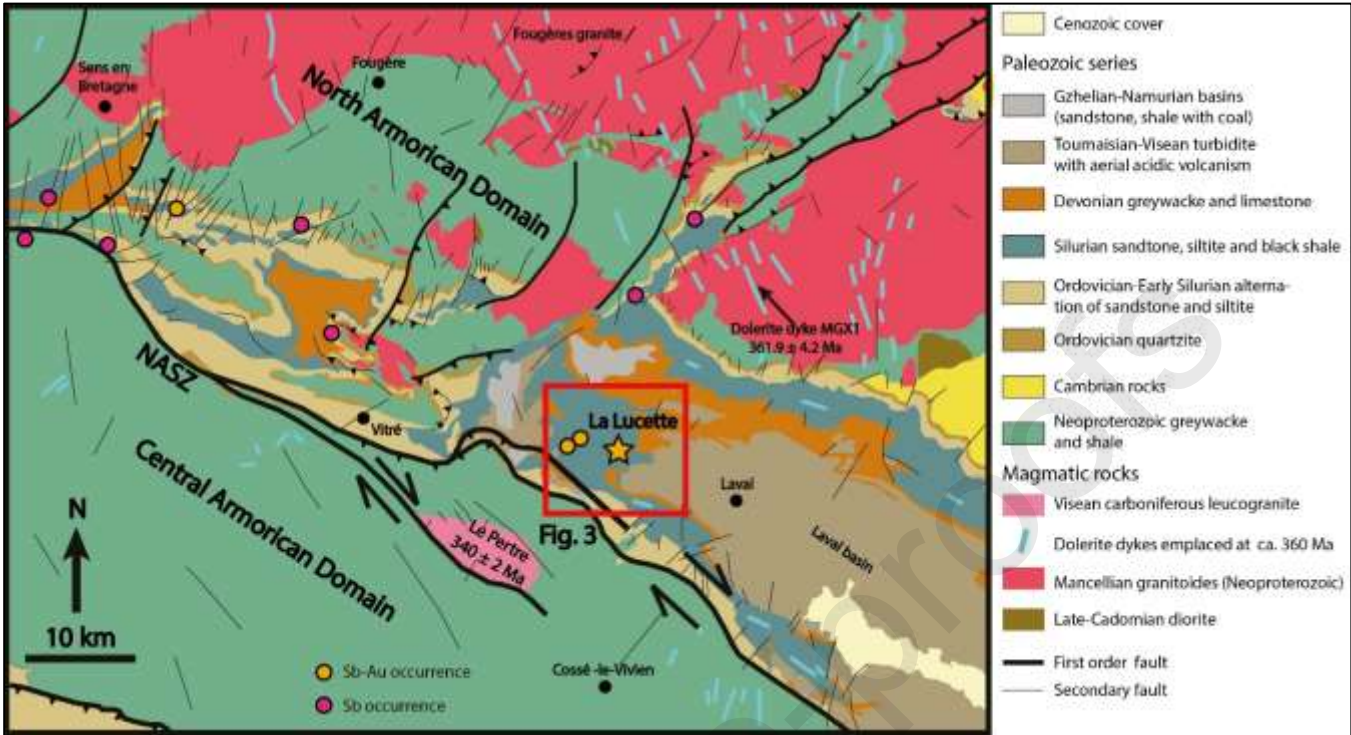 Fougères granite
Sens en
Bretagne
Fougère
North Armorican Domain
Dolerite dyke MGX1
361.9 ± 4.2 Ma
NASZ
Vitré
La Lucette
Central Armorican Domain
Laval
Fig. 3
Le Pertre
340 ± 2 Ma
Laval basin
N
10 km
Cossé-le-Vivien
Sb-Au occurrence
Sb occurrence
Cenozoic cover
Paleozoic series
Gzhelian-Namurian basins
(sandstone, shale with coal)
Tournaisian-Visean turbidite
with aerial acidic volcanism
Devonian greywacke and limestone
Silurian sandtone, siltite and black shale
Ordovician-Early Silurian alterna-
tion of sandstone and siltite
Ordovician quartzite
Cambrian rocks
Neoproterozoic greywacke
and shale
Magmatic rocks
Visean carboniferous leucogranite
Dolerite dykes emplaced at ca. 360 Ma
Mancellian granitoides (Neoproterozoic)
Late-Cadomian diorite
First order fault
Secondary fault